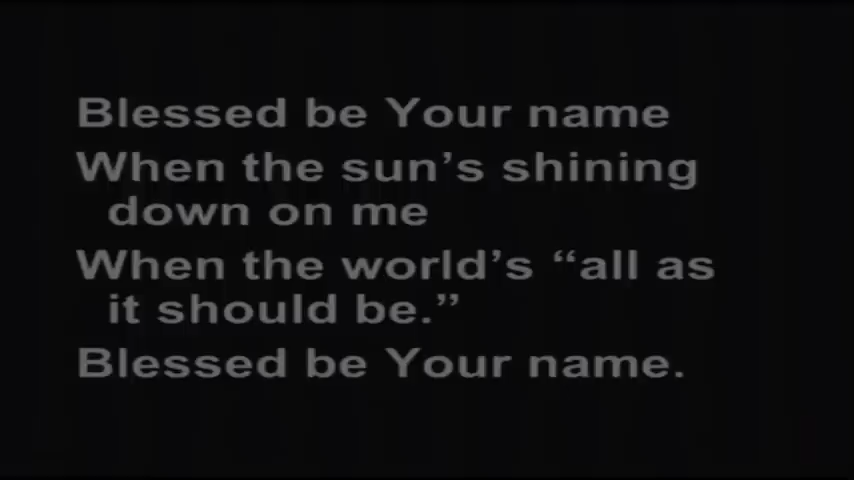 Blessed be Your name
When the sun’s shining
down on me
When the world’s “all as
it should be.”
Blessed be Your name.